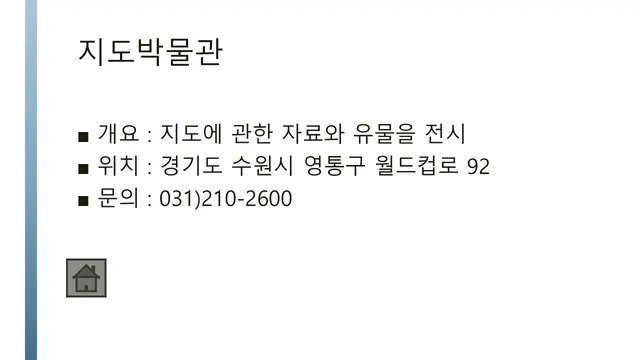 지도박물관
■ 개요 : 지도에 관한 자료와 유물을 전시
■ 위치 : 경기도 수원시 영통구 월드컵로 92
■ 문의 : 031)210-2600